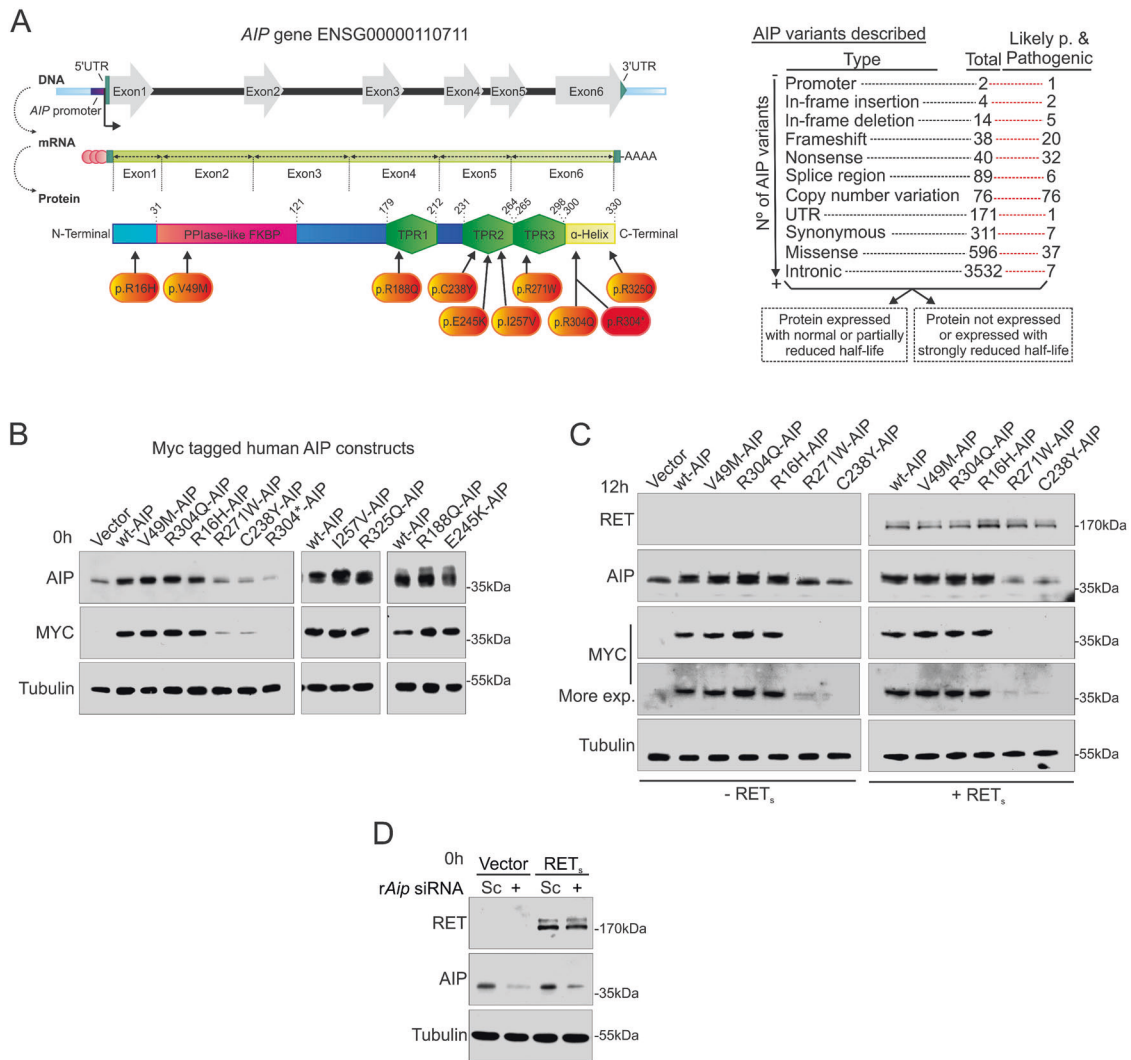 A
AIP gene ENSG00000110711
5'UTR
3'UTR
DNA
Exon1 Exon2 Exon3 Exon4 Exon5 Exon6
AIP promoter
mRNA
-AAAA
Exon1 Exon2 Exon3 Exon4 Exon5 Exon6
Protein
31 121 179 212 231 264 265 298 300 330
N-Terminal PPIase-like FKBP TPR1 TPR2 TPR3 α-Helix C-Terminal
p.R16H p.V49M p.R188Q p.C238Y p.R271W p.R325Q
p.E245K p.I257V p.R304Q p.R304*
AIP variants described
Likely p. & Pathogenic
Type Total
Nº of AIP variants
-
Promoter 2 1
In-frame insertion 4 2
In-frame deletion 14 5
Frameshift 38 20
Nonsense 40 32
Splice region 89 6
Copy number variation 76 76
UTR 171 1
Synonymous 311 7
Missense 596 37
Intronic 3532 7
+
Protein expressed
with normal or partially
reduced half-life
Protein not expressed
or expressed with
strongly reduced half-life
B
Myc tagged human AIP constructs
0h
Vector wt-AIP V49M-AIP R304Q-AIP R16H-AIP R271W-AIP C238Y-AIP R304*-AIP wt-AIP I257V-AIP R325Q-AIP wt-AIP R188Q-AIP E245K-AIP
AIP -35kDa
MYC -35kDa
Tubulin -55kDa
C
12h
Vector wt-AIP V49M-AIP R304Q-AIP R16H-AIP R271W-AIP C238Y-AIP wt-AIP V49M-AIP R304Q-AIP R16H-AIP R271W-AIP C238Y-AIP
RET -170kDa
AIP -35kDa
MYC -35kDa
More exp. -35kDa
Tubulin -55kDa
- RETs + RETs
D
0h Vector RETs
rAip siRNA Sc + Sc +
RET -170kDa
AIP -35kDa
Tubulin -55kDa